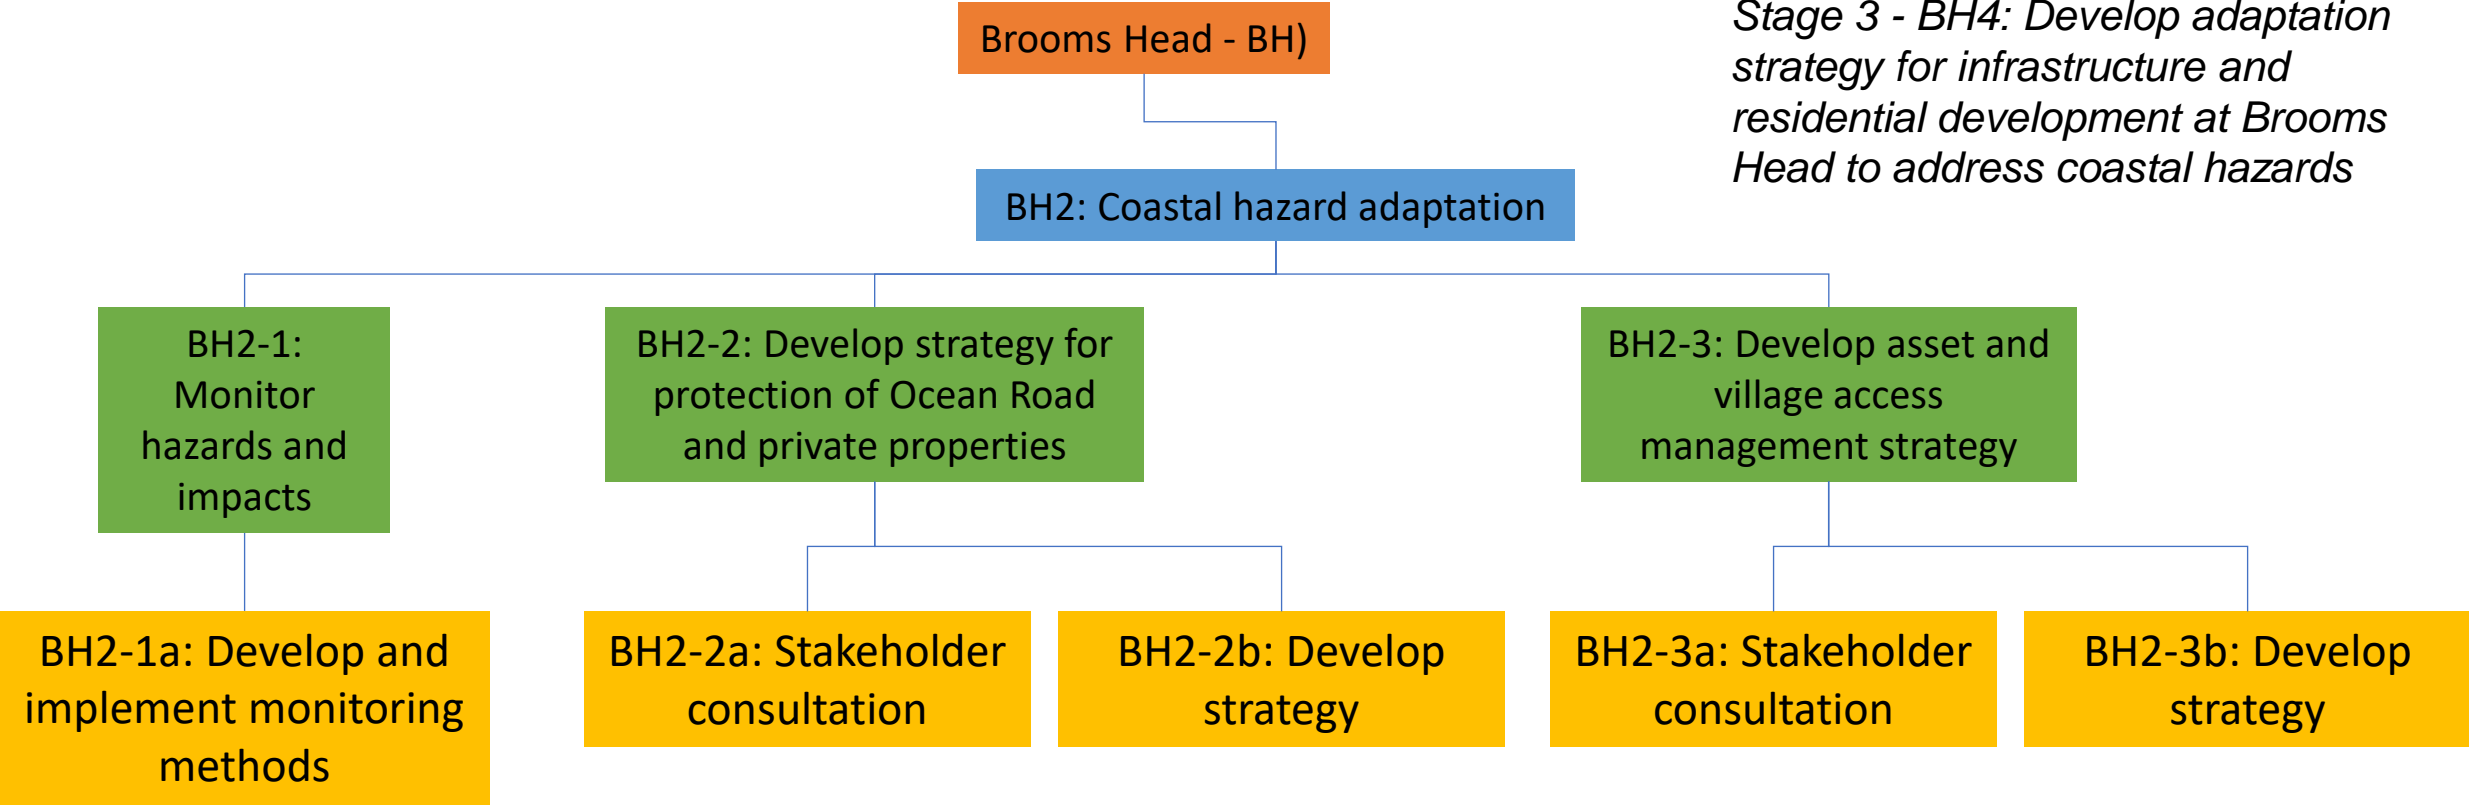 Brooms Head - BH)
Stage 3 - BH4: Develop adaptation
strategy for infrastructure and
residential development at Brooms
Head to address coastal hazards
BH2: Coastal hazard adaptation
BH2-1:
Monitor
hazards and
impacts
BH2-2: Develop strategy for
protection of Ocean Road
and private properties
BH2-3: Develop asset and
village access
management strategy
BH2-1a: Develop and
implement monitoring
methods
BH2-2a: Stakeholder
consultation
BH2-2b: Develop
strategy
BH2-3a: Stakeholder
consultation
BH2-3b: Develop
strategy